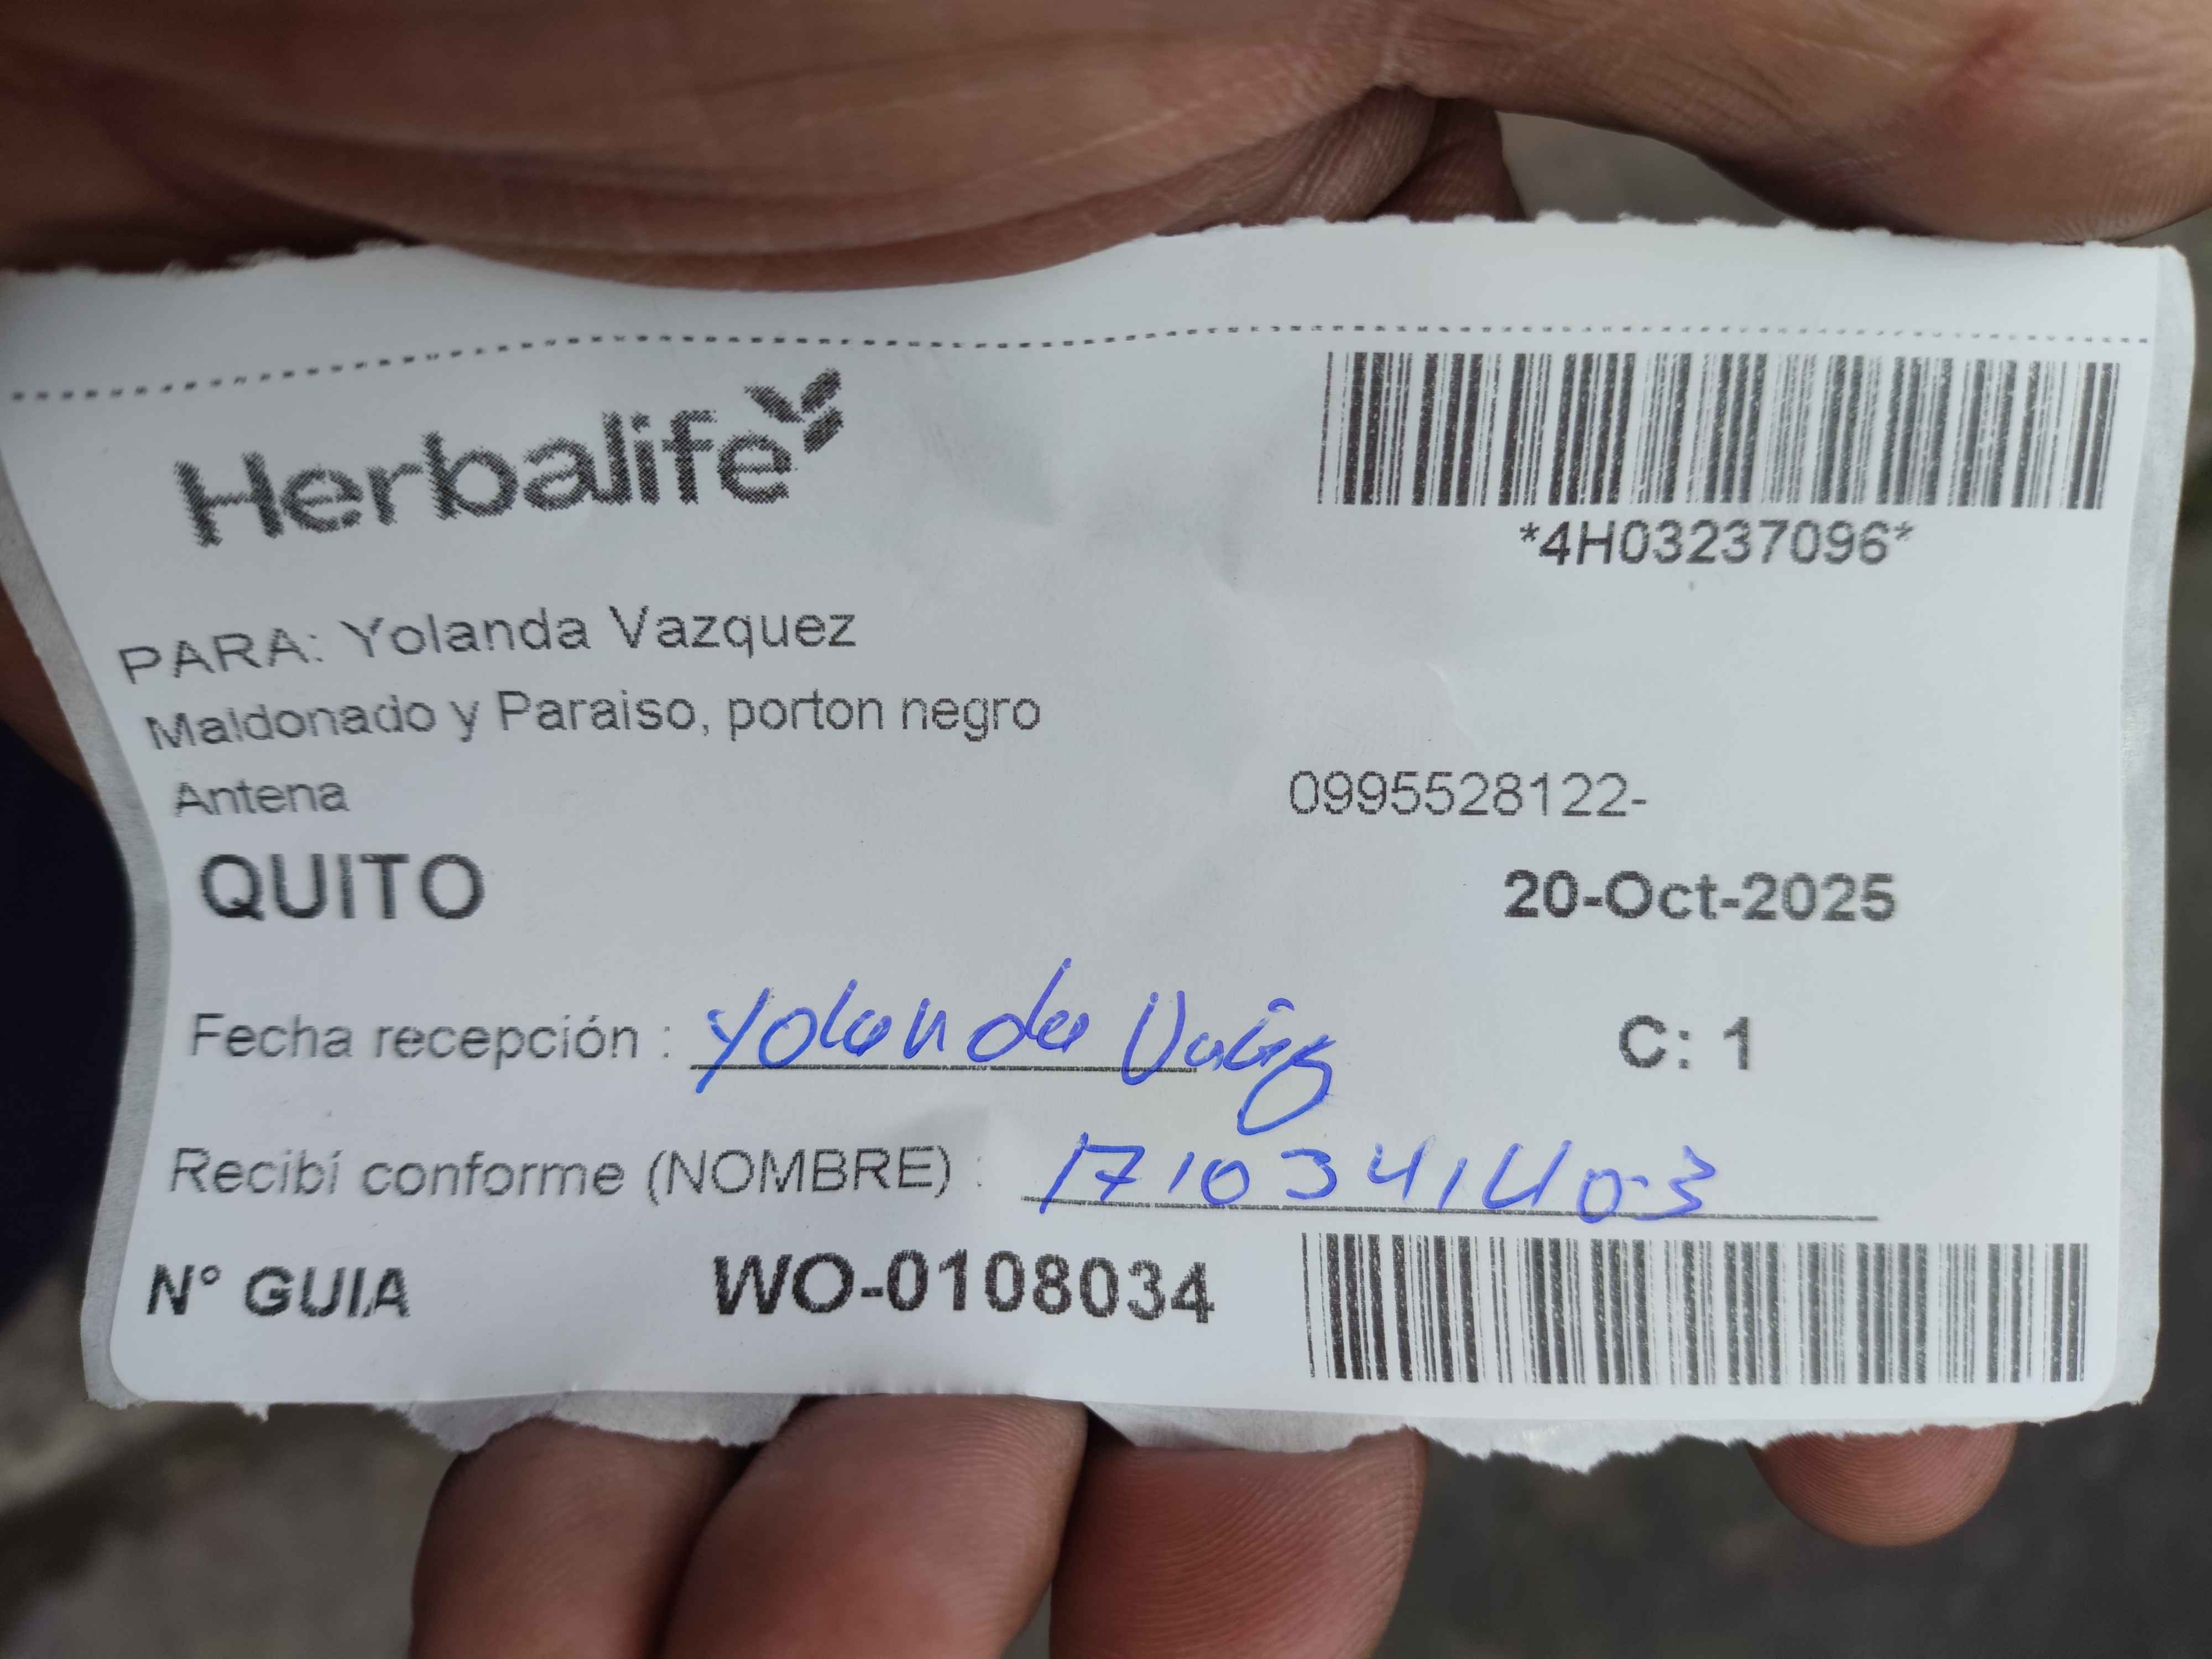 Herbalife
*4H03237096*
PARA: Yolanda Vazquez
Maldonado y Paraiso, porton negro
Antena 0995528122-
QUITO 20-Oct-2025
Fecha recepción : Yolanda C: 1
Recibí conforme (NOMBRE) : 1710341403
N° GUIA WO-0108034